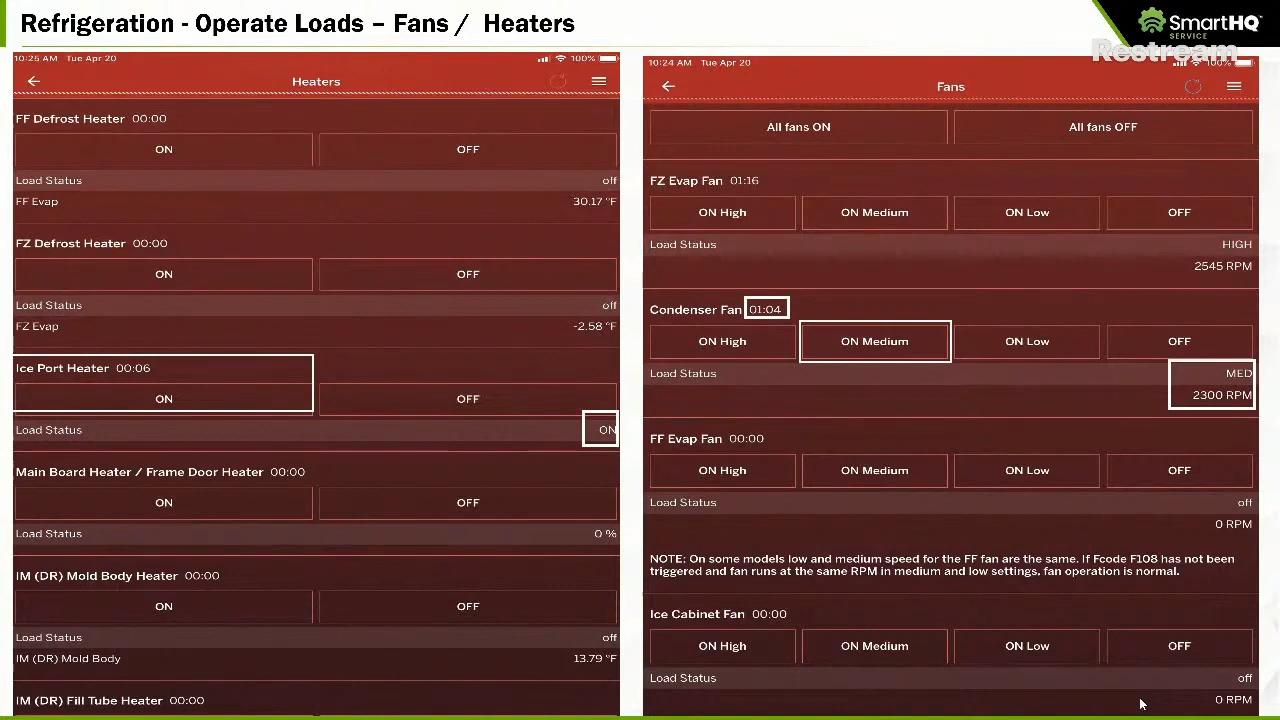 Refrigeration - Operate Loads – Fans / Heaters
SmartHQ™
SERVICE
Restream
10:25 AM Tue Apr 20
100%
Heaters
FF Defrost Heater 00:00
ON OFF
Load Status off
FF Evap 30.17 °F
FZ Defrost Heater 00:00
ON OFF
Load Status off
FZ Evap -2.58 °F
Ice Port Heater 00:06
ON OFF
Load Status ON
Main Board Heater / Frame Door Heater 00:00
ON OFF
Load Status 0 %
IM (DR) Mold Body Heater 00:00
ON OFF
Load Status off
IM (DR) Mold Body 13.79 °F
IM (DR) Fill Tube Heater 00:00
10:24 AM Tue Apr 20
100%
Fans
All fans ON All fans OFF
FZ Evap Fan 01:16
ON High ON Medium ON Low OFF
Load Status HIGH
2545 RPM
Condenser Fan 01:04
ON High ON Medium ON Low OFF
Load Status MED
2300 RPM
FF Evap Fan 00:00
ON High ON Medium ON Low OFF
Load Status off
0 RPM
NOTE: On some models low and medium speed for the FF fan are the same. If Fcode F108 has not been
triggered and fan runs at the same RPM in medium and low settings, fan operation is normal.
Ice Cabinet Fan 00:00
ON High ON Medium ON Low OFF
Load Status off
0 RPM